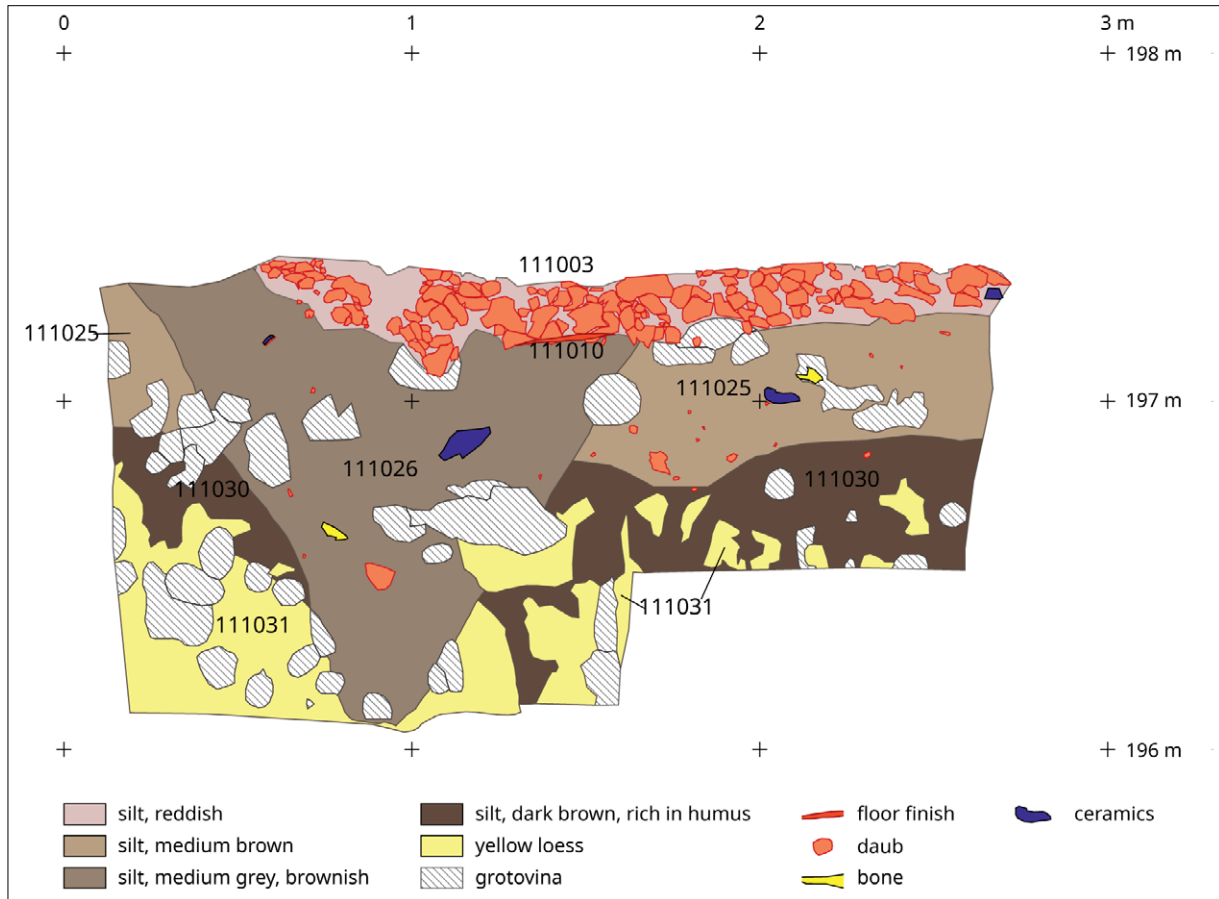 0 1 2 3 m
198 m
111003
111025
111010
111025
197 m
111026
111030
111030
111031
111031
196 m
silt, reddish
silt, medium brown
silt, medium grey, brownish
silt, dark brown, rich in humus
yellow loess
grotovina
floor finish
daub
bone
ceramics